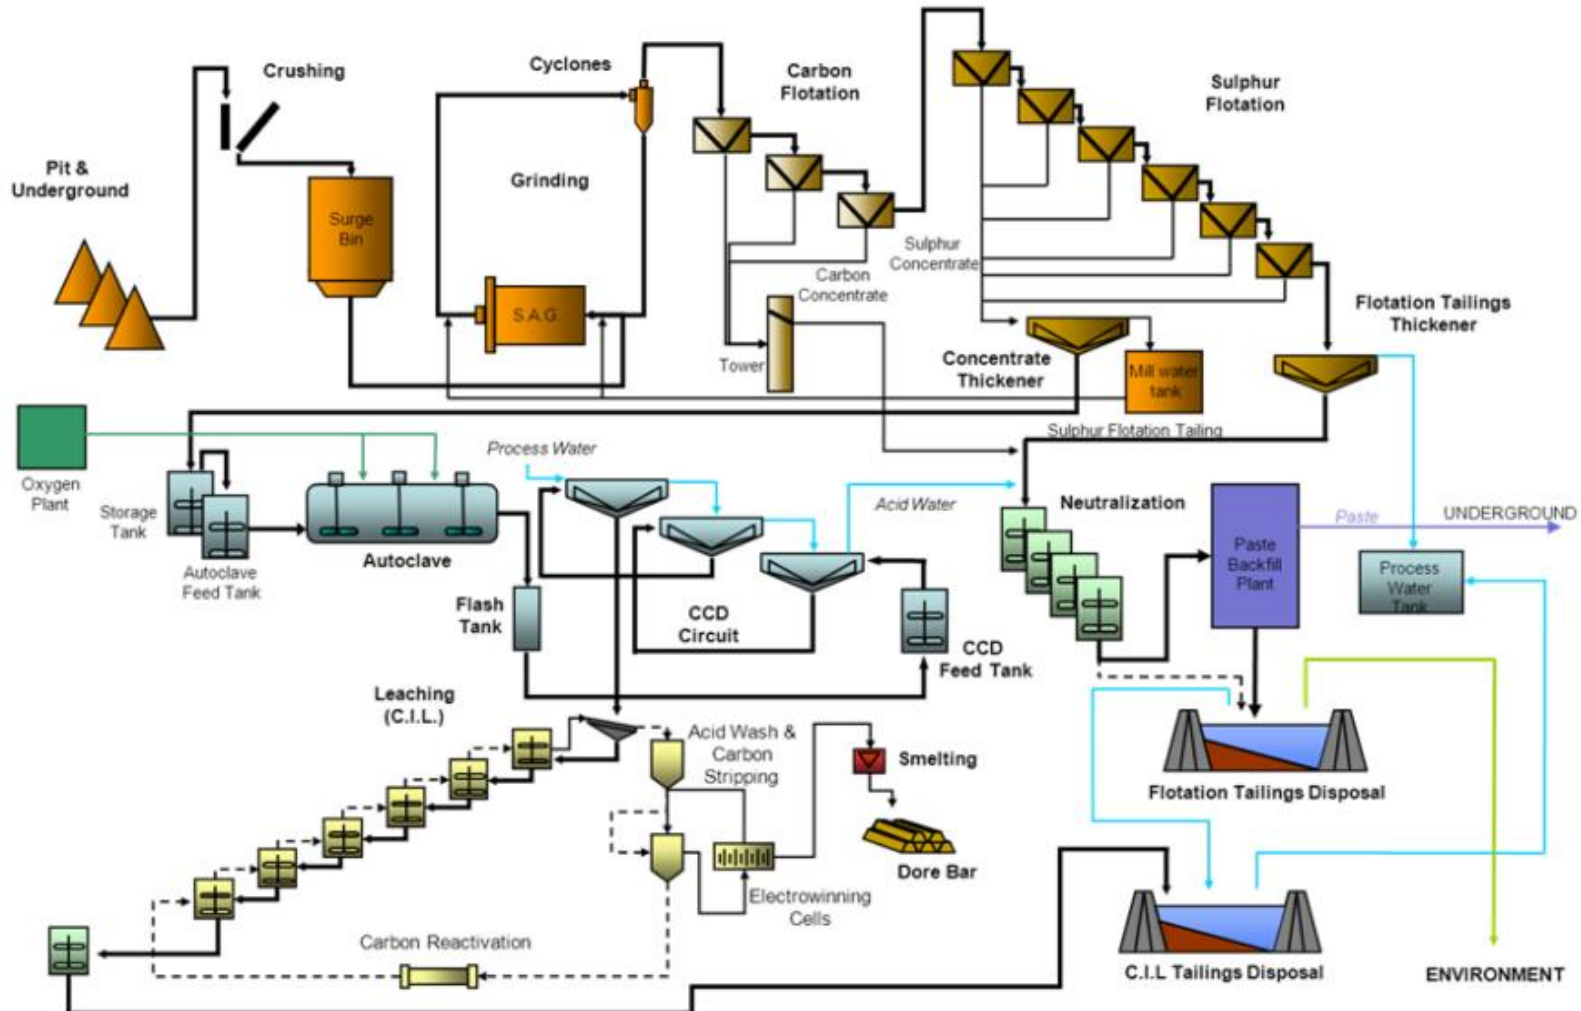 Crushing
Cyclones
Carbon
Flotation
Sulphur
Flotation
Pit &
Underground
Grinding
Surge
Bin
S.A.G.
Sulphur
Concentrate
Carbon
Concentrate
Flotation Tailings
Thickener
Tower
Concentrate
Thickener
Mill water
tank
Sulphur Flotation Tailing
Oxygen
Plant
Process Water
Storage
Tank
Autoclave
Feed Tank
Autoclave
Acid Water
Neutralization
Paste
UNDERGROUND
Paste
Backfill
Plant
Process
Water
Tank
Flash
Tank
CCD
Circuit
CCD
Feed Tank
Leaching
(C.I.L.)
Acid Wash &
Carbon
Stripping
Smelting
Flotation Tailings Disposal
Dore Bar
Electrowinning
Cells
Carbon Reactivation
C.I.L Tailings Disposal
ENVIRONMENT